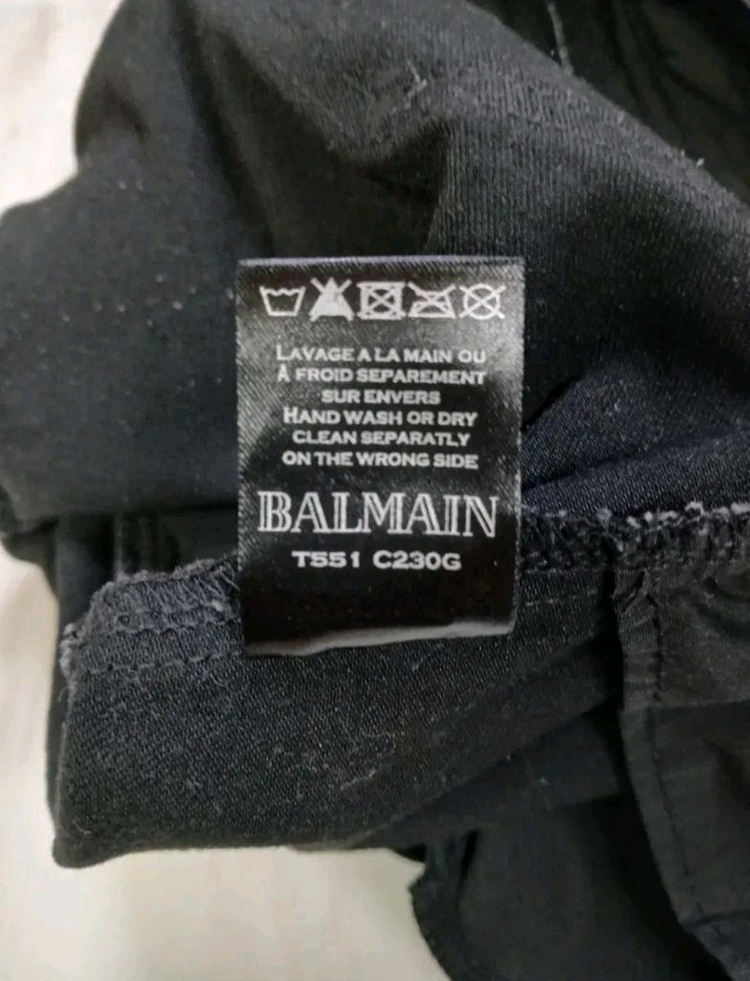 LAVAGE A LA MAIN OU
À FROID SEPAREMENT
SUR ENVERS
HAND WASH OR DRY
CLEAN SEPARATLY
ON THE WRONG SIDE
BALMAIN
T551 C230G